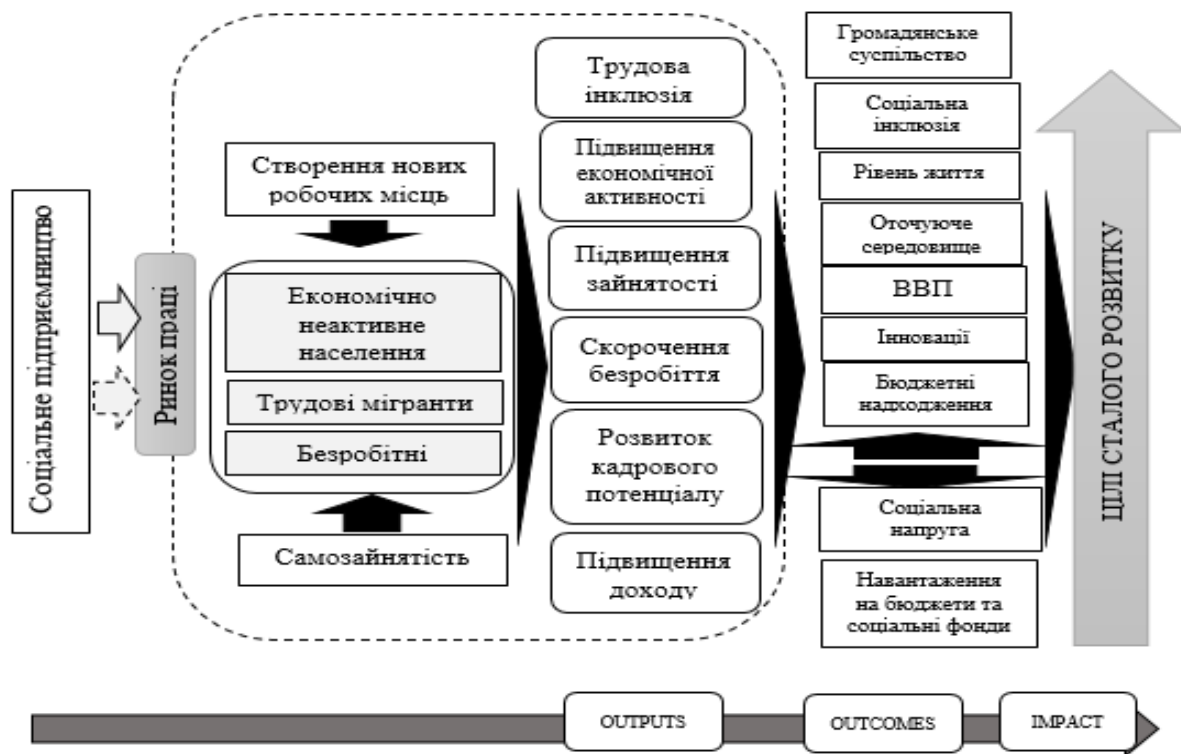 Соціальне підприємництво
Ринок праці
Створення нових
робочих місць
Економічно
неактивне
населення
Трудові мігранти
Безробітні
Самозайнятість
Трудова
інклюзія
Підвищення
економічної
активності
Підвищення
зайнятості
Скорочення
безробіття
Розвиток
кадрового
потенціалу
Підвищення
доходу
Громадянське
суспільство
Соціальна
інклюзія
Рівень життя
Оточуюче
середовище
ВВП
Інновації
Бюджетні
надходження
Соціальна
напруга
Навантаження
на бюджети та
соціальні фонди
ЦІЛІ СТАЛОГО РОЗВИТКУ
OUTPUTS
OUTCOMES
IMPACT